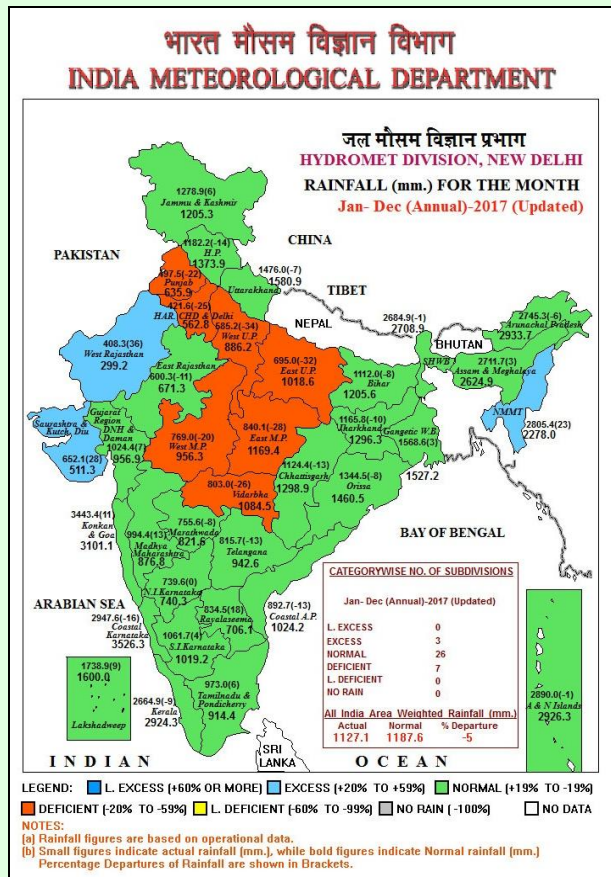 भारत मौसम विज्ञान विभाग
INDIA METEOROLOGICAL DEPARTMENT
जल मौसम विज्ञान प्रभाग
HYDROMET DIVISION, NEW DELHI
RAINFALL (mm.) FOR THE MONTH
Jan- Dec (Annual)-2017 (Updated)
1278.9(6)
Jammu & Kashmir
1205.3
CHINA
1182.2(-14)
H.P.
1373.9
PAKISTAN
497.5(-22)
Punjab
635.9
1476.0(-7)
1580.9
Uttarakhand
TIBET
421.6(-25)
HAR. CHD & Delhi
562.8
585.2(-34)
West U.P.
886.2
NEPAL
2684.9(-1)
2708.9
2745.3(-6)
Arunachal Pradesh
2933.7
BHUTAN
408.3(36)
West Rajasthan
299.2
East Rajasthan
600.3(-11)
671.3
695.0(-32)
East U.P.
1018.6
1112.0(-8)
Bihar
1205.6
SHWB
2711.7(3)
Assam & Meghalaya
2624.9
NMMT
2805.4(23)
2278.0
Saurashtra &
Kutch, Diu
652.1(28)
511.3
Gujarat
Region
DNH &
Daman
1024.4(7)
956.9
769.0(-20)
West M.P.
956.3
840.1(-28)
East M.P.
1169.4
1165.8(-10)
Jharkhand
1296.3
Gangetic W.B.
1568.6(3)
1527.2
803.0(-26)
Vidarbha
1084.5
1124.4(-13)
Chhattisgarh
1298.9
1344.5(-8)
Orissa
1460.5
3443.4(11
Konkan
& Goa
3101.1
994.4(13)
Madhya
Maharashtra
876.8
755.6(-8)
Marathwada
821.6
815.7(-13)
Telangana
942.6
BAY OF BENGAL
739.6(0)
N.I.Karnataka
740.3
ARABIAN SEA
2947.6(-16)
Coastal
Karnataka
3526.3
834.5(18)
Rayalaseema
706.1
892.7(-13)
Coastal A.P.
1024.2
1061.7(4)
S.I.Karnataka
1019.2
1738.9(9)
1600.0
Lakshadweep
2664.9(-9)
Kerala
2924.3
973.0(6)
Tamilnadu &
Pondicherry
914.4
2890.0(-1)
A & N Islands
2926.3
SRI
LANKA
CATEGORYWISE NO. OF SUBDIVISIONS
Jan- Dec (Annual)-2017 (Updated)
L. EXCESS 0
EXCESS 3
NORMAL 26
DEFICIENT 7
L. DEFICIENT 0
NO RAIN 0
All India Area Weighted Rainfall (mm.)
Actual Normal % Departure
1127.1 1187.6 -5
INDIAN OCEAN
LEGEND: L. EXCESS (+60% OR MORE) EXCESS (+20% TO +59%) NORMAL (+19% TO -19%)
DEFICIENT (-20% TO -59%) L. DEFICIENT (-60% TO -99%) NO RAIN (-100%) NO DATA
NOTES:
(a) Rainfall figures are based on operational data.
(b) Small figures indicate actual rainfall (mm.), while bold figures indicate Normal rainfall (mm.)
Percentage Departures of Rainfall are shown in Brackets.